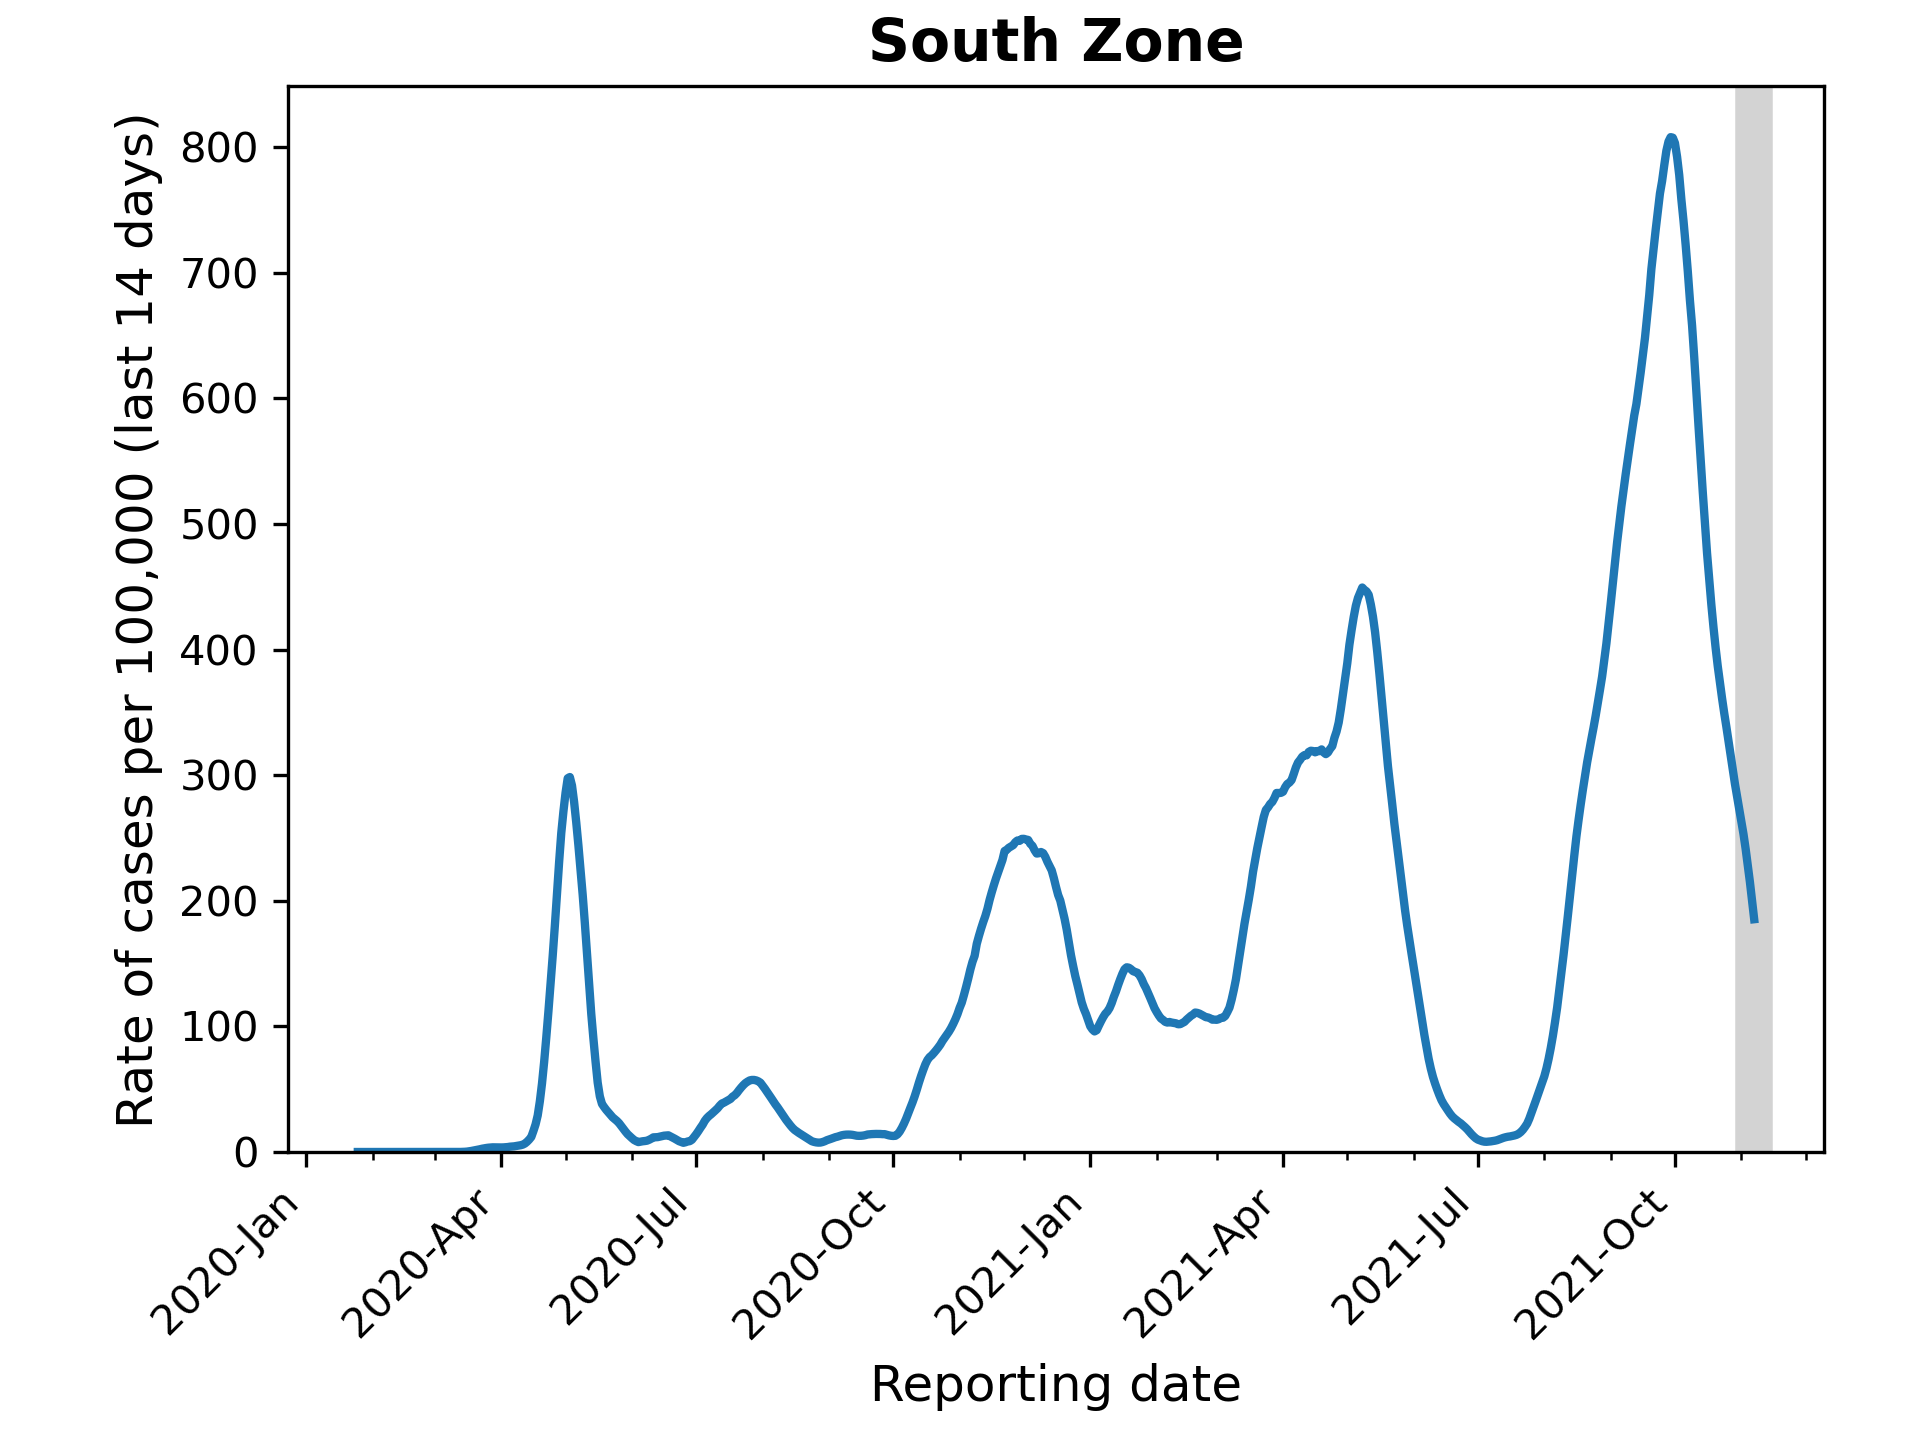 South Zone
Rate of cases per 100,000 (last 14 days)
800
700
600
500
400
300
200
100
0
2020-Jan
2020-Apr
2020-Jul
2020-Oct
2021-Jan
2021-Apr
2021-Jul
2021-Oct
Reporting date